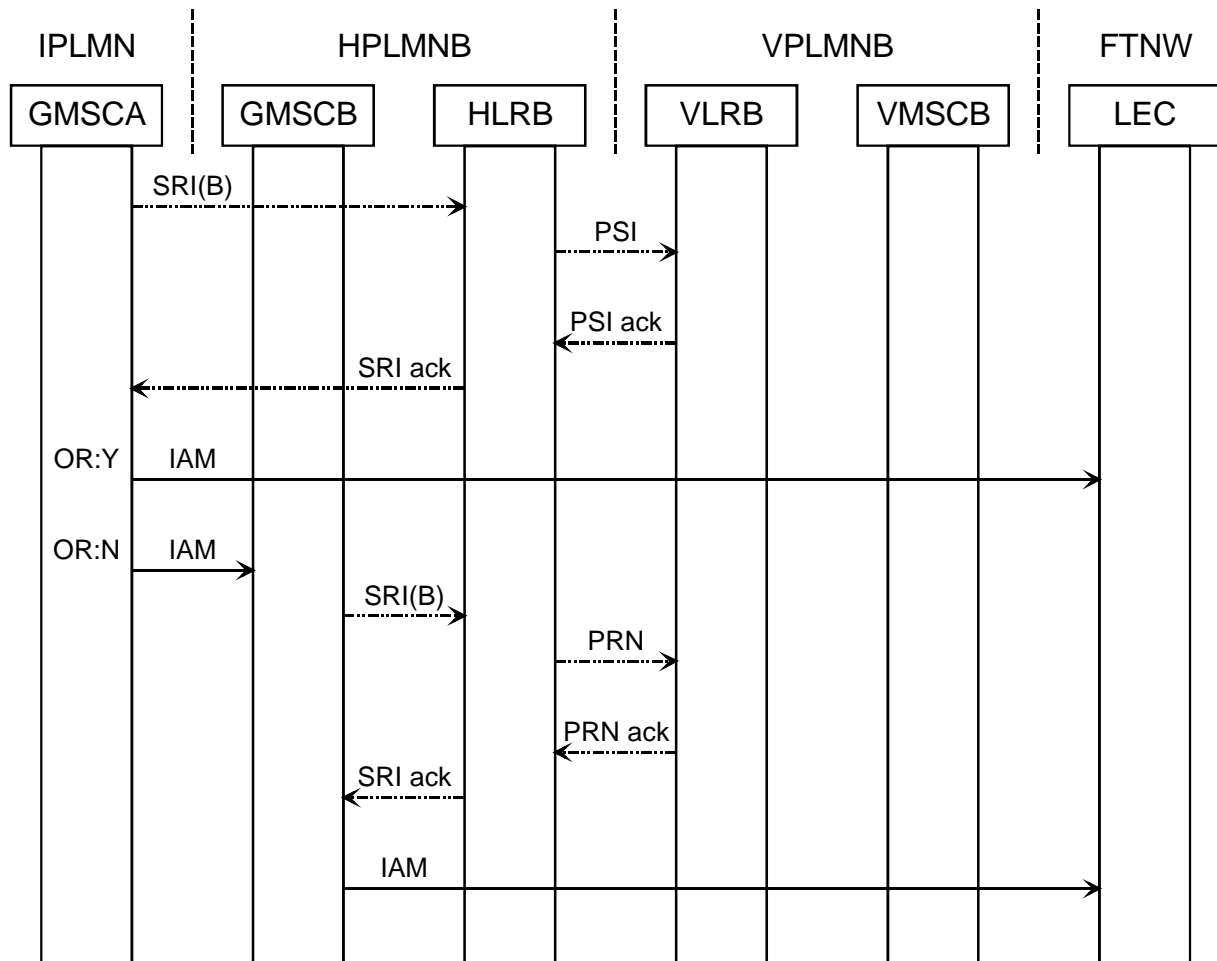 IPLMN HPLMNB VPLMNB FTNW
GMSCA GMSCB HLRB VLRB VMSCB LEC
SRI(B)
PSI
PSI ack
SRI ack
OR:Y IAM
OR:N IAM
SRI(B)
PRN
PRN ack
SRI ack
IAM